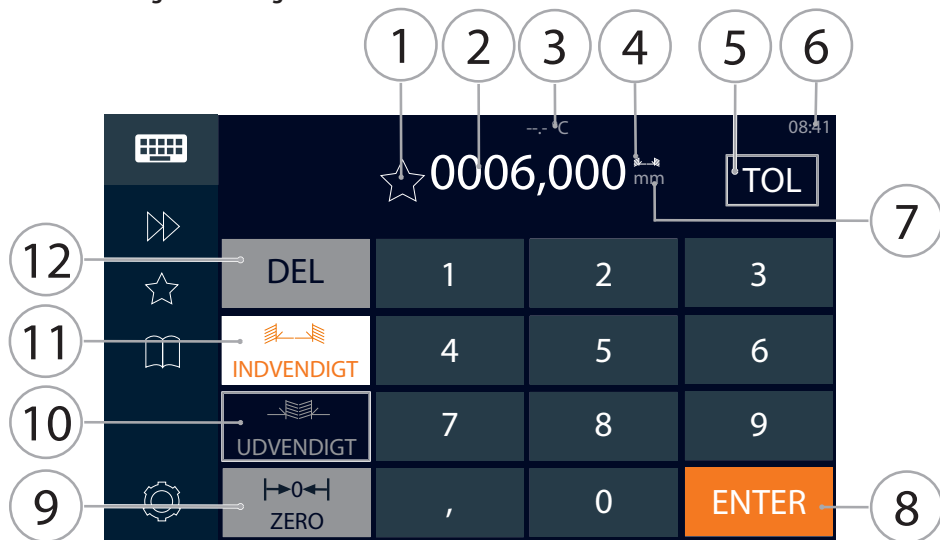 1 2 3 4 5 6
--.- °C 08:41
0006,000 mm TOL
7
12 DEL 1 2 3
11 INDVENDIGT 4 5 6
10 UDVENDIGT 7 8 9
9 0 ZERO , 0 ENTER 8